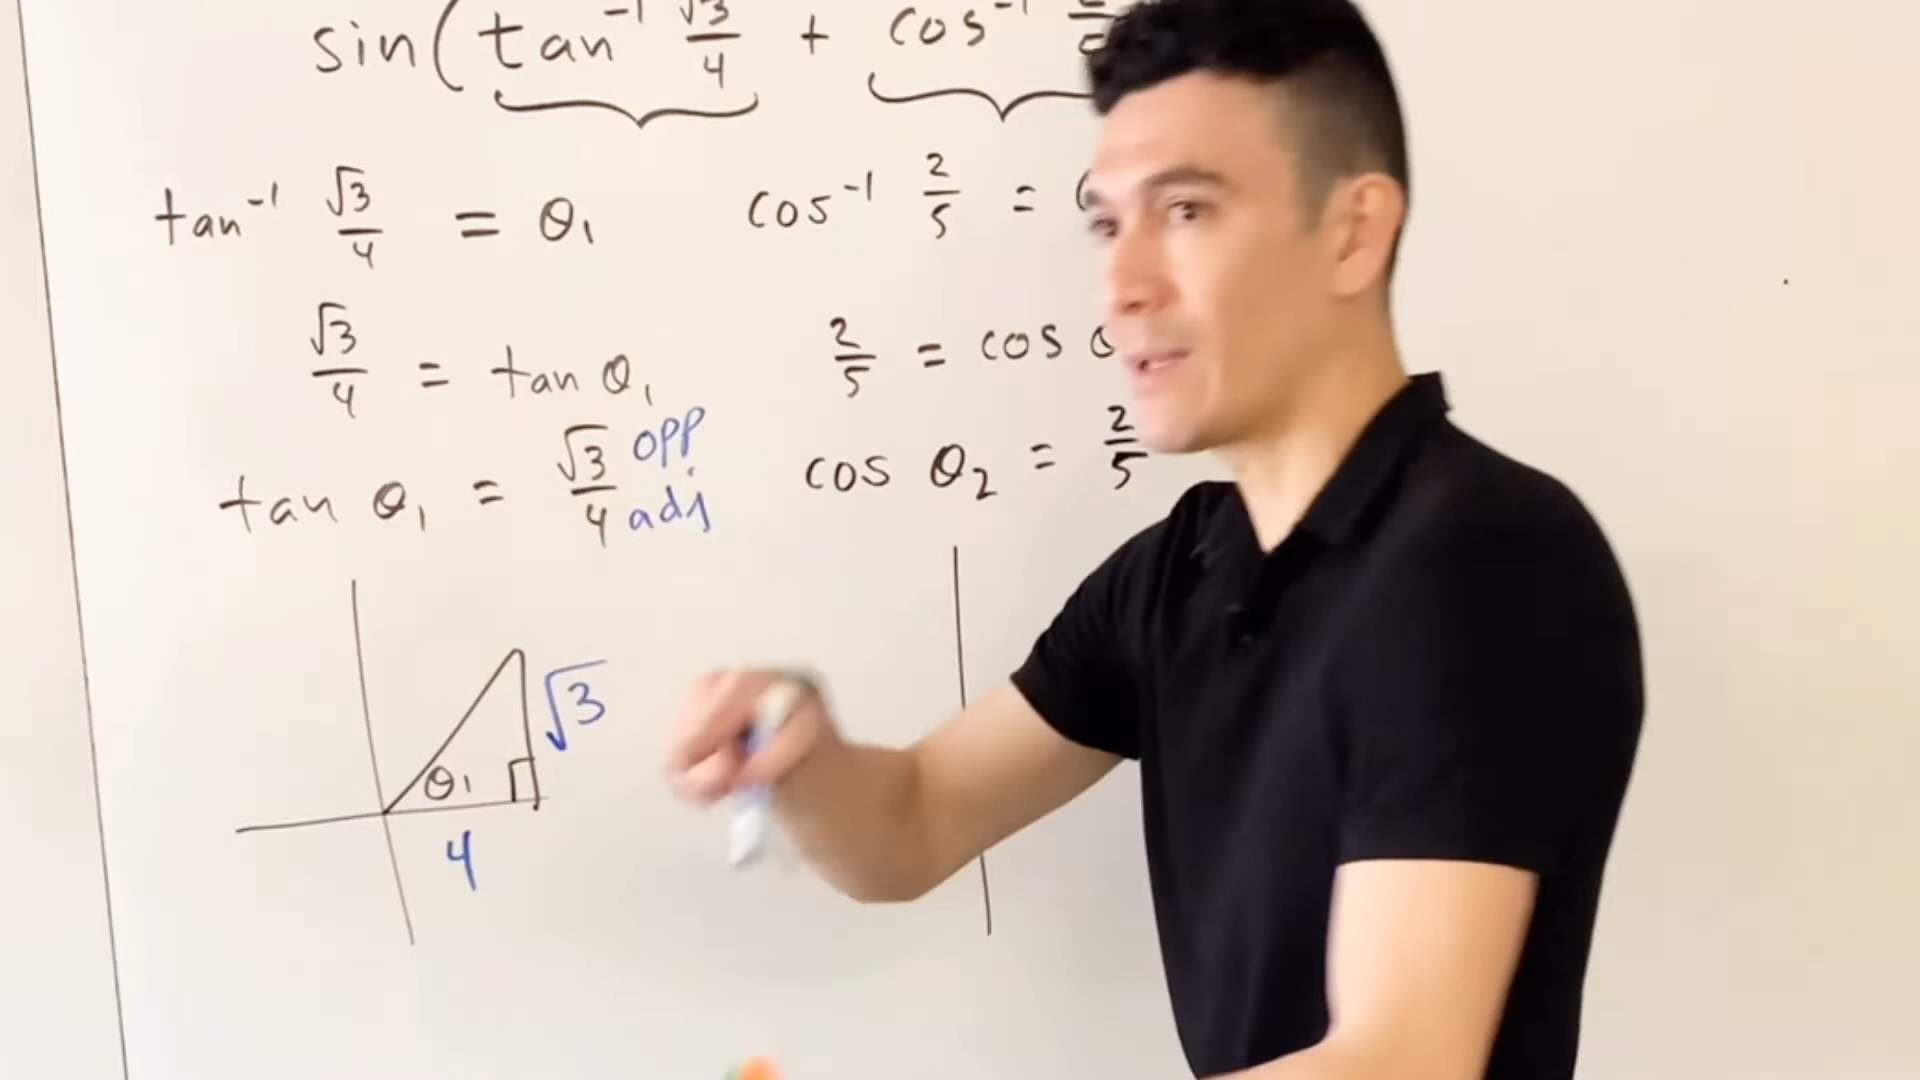 sin(tan⁻¹ √3/4 + cos⁻¹
tan⁻¹ √3/4 = θ₁
cos⁻¹ 2/5 =
√3/4 = tan θ₁
2/5 = cos
tan θ₁ = √3/4 opp adj
cos θ₂ = 2/5
√3
θ₁
4